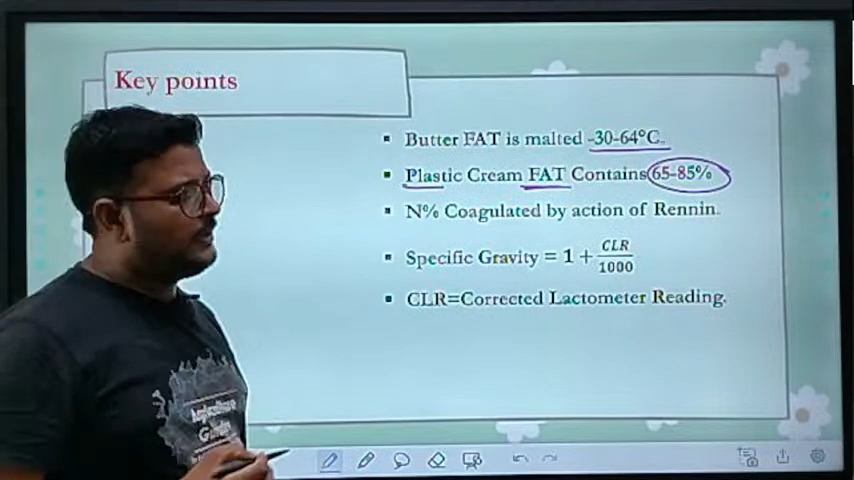 Key points
Butter FAT is malted -30-64°C.
Plastic Cream FAT Contains 65-85%
N% Coagulated by action of Rennin.
Specific Gravity = 1 + CLR/1000
CLR=Corrected Lactometer Reading.